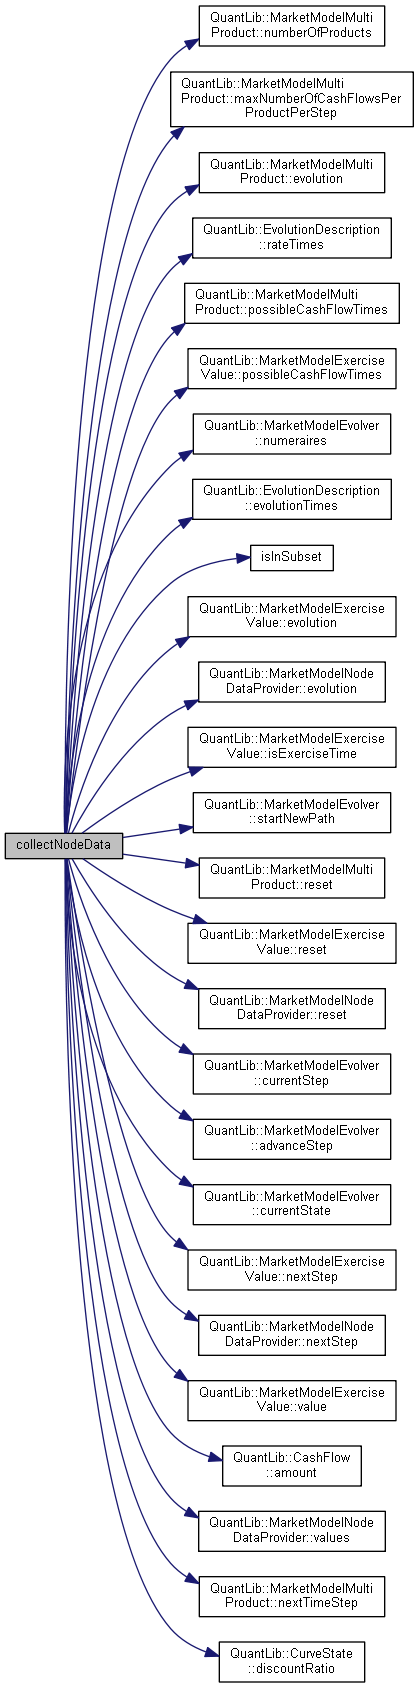 QuantLib::MarketModelMulti
Product::numberOfProducts
QuantLib::MarketModelMulti
Product::maxNumberOfCashFlowsPer
ProductPerStep
QuantLib::MarketModelMulti
Product::evolution
QuantLib::EvolutionDescription
::rateTimes
QuantLib::MarketModelMulti
Product::possibleCashFlowTimes
QuantLib::MarketModelExercise
Value::possibleCashFlowTimes
QuantLib::MarketModelEvolver
::numeraires
QuantLib::EvolutionDescription
::evolutionTimes
isInSubset
QuantLib::MarketModelExercise
Value::evolution
QuantLib::MarketModelNode
DataProvider::evolution
QuantLib::MarketModelExercise
Value::isExerciseTime
QuantLib::MarketModelEvolver
::startNewPath
collectNodeData
QuantLib::MarketModelMulti
Product::reset
QuantLib::MarketModelExercise
Value::reset
QuantLib::MarketModelNode
DataProvider::reset
QuantLib::MarketModelEvolver
::currentStep
QuantLib::MarketModelEvolver
::advanceStep
QuantLib::MarketModelEvolver
::currentState
QuantLib::MarketModelExercise
Value::nextStep
QuantLib::MarketModelNode
DataProvider::nextStep
QuantLib::MarketModelExercise
Value::value
QuantLib::CashFlow
::amount
QuantLib::MarketModelNode
DataProvider::values
QuantLib::MarketModelMulti
Product::nextTimeStep
QuantLib::CurveState
::discountRatio